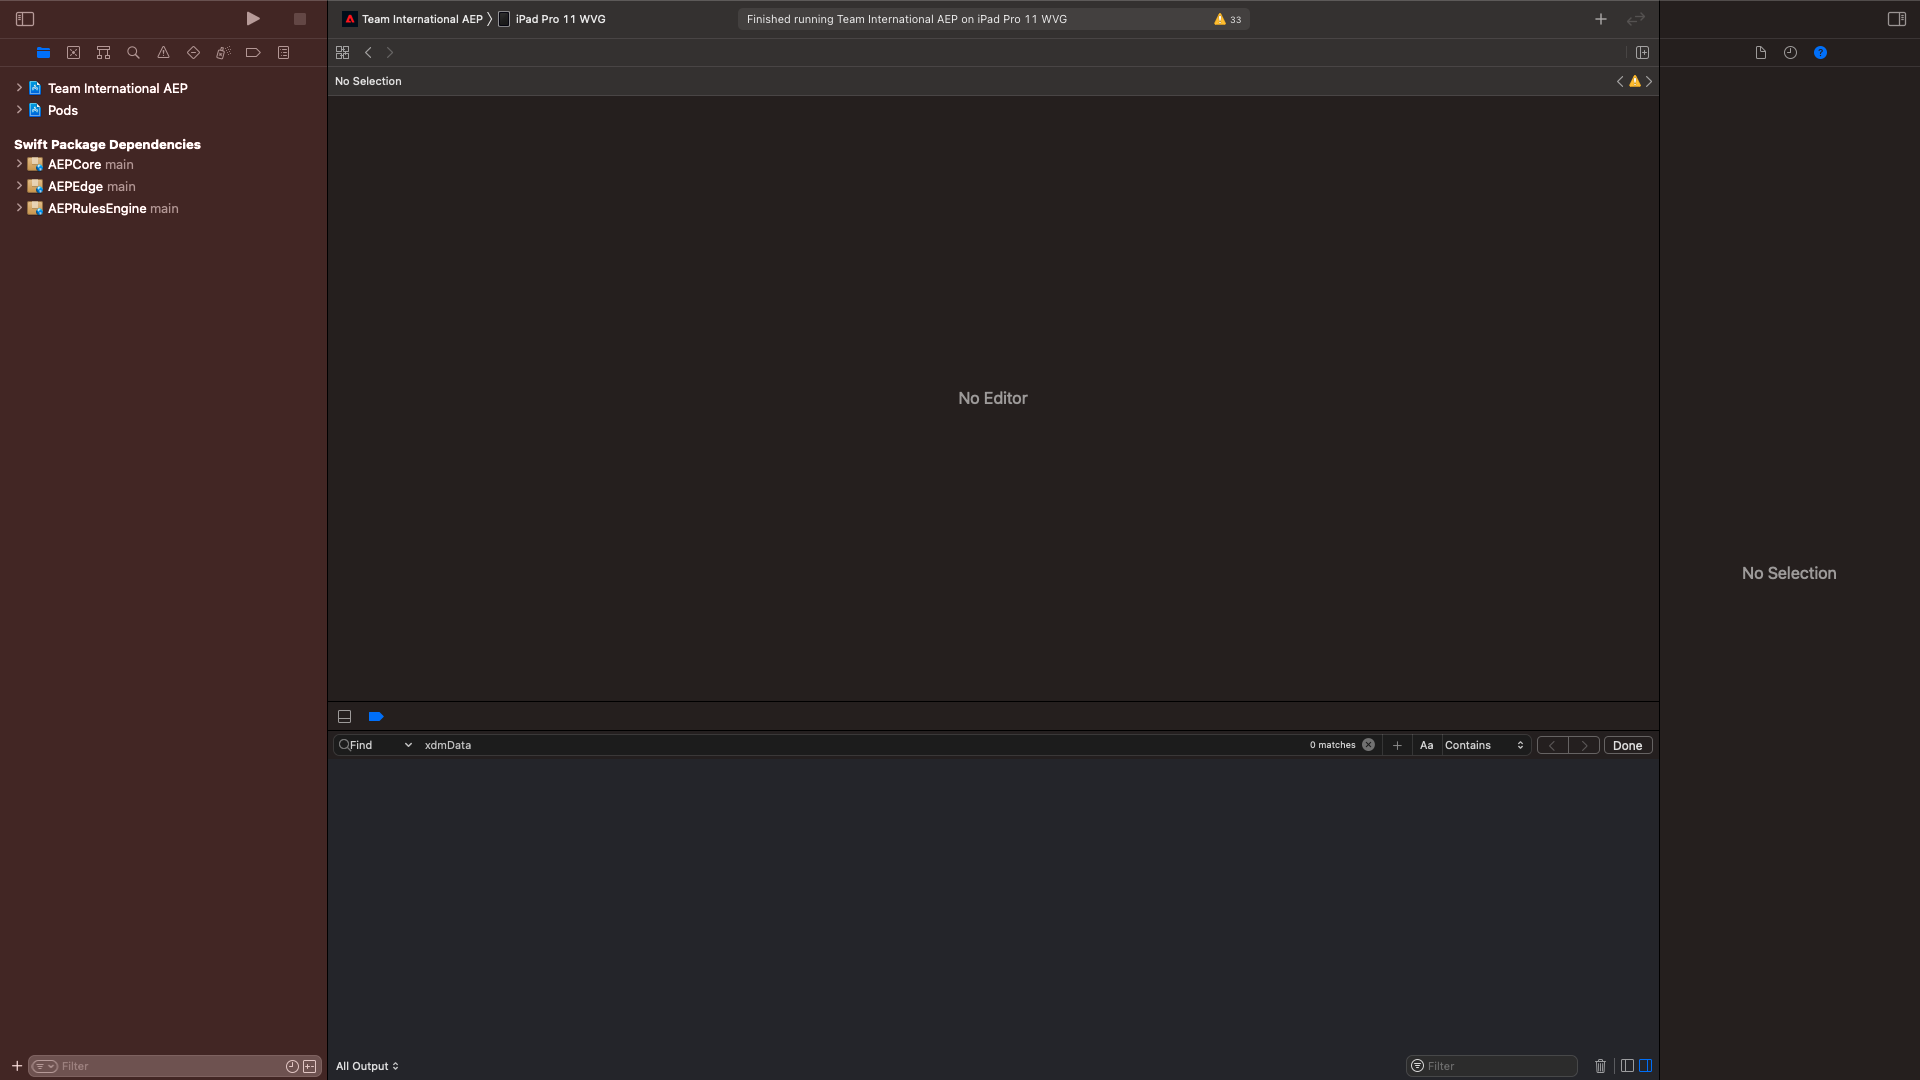 Team International AEP
iPad Pro 11 WVG
Finished running Team International AEP on iPad Pro 11 WVG
33
No Selection
Team International AEP
Pods
Swift Package Dependencies
AEPCore main
AEPEdge main
AEPRulesEngine main
No Editor
No Selection
Find
xdmData
0 matches
Aa
Contains
Done
Filter
All Output
Filter